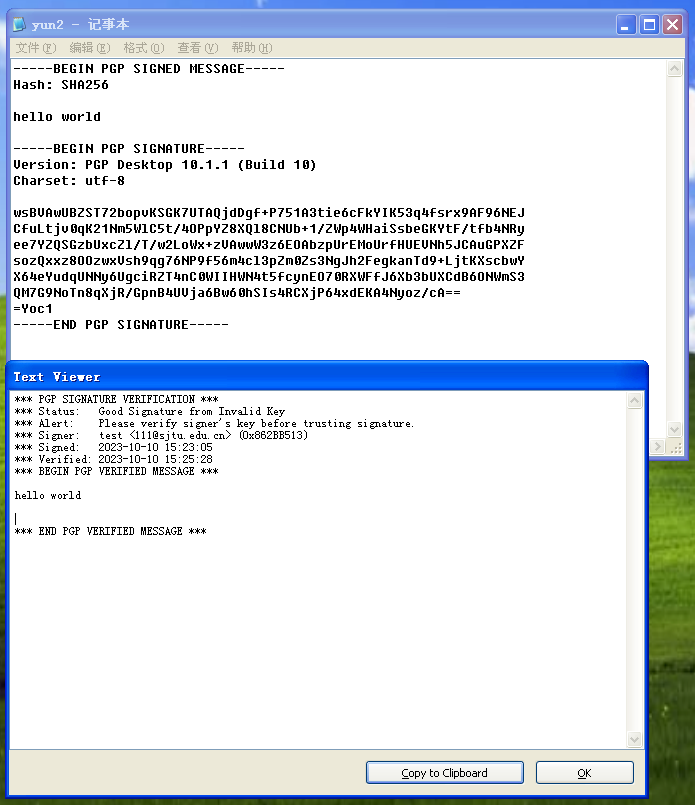 yun2 - 记事本
文件(F) 编辑(E) 格式(O) 查看(V) 帮助(H)
-----BEGIN PGP SIGNED MESSAGE-----
Hash: SHA256
hello world
-----BEGIN PGP SIGNATURE-----
Version: PGP Desktop 10.1.1 (Build 10)
Charset: utf-8
wsBVAwUBZST72bopvKSGK7UTAQjdDgf+P751A3tie6cFkYIK53q4fsrx9AF96NEJ
CfuLtjv0qK21Nm5WlC5t/4OPpYZ8XQl8CNUb+1/ZWp4WHaiSsbeGKYtF/tfb4NRy
ee7YZQSGzbUxcZl/T/w2LoWx+zVAwwW3z6EOAbzpUrEMoUrfHUEVNh5JCAuGPXZF
sozQxxz8OOzwxVsh9qg76NP9f56m4cl3pZm0Zs3NgJh2FegkanTd9+LjtKXscbwY
X64eYudqUNNy6UgciRZT4nC0WIIHWN4t5fcynEO70RXWFfJ6Xb3bUXCdB6ONWmS3
QM7G9NoTn8qXjR/GpnB4UVja6Bw60hSIs4RCXjP64xdEKA4Nyoz/cA==
=Yoc1
-----END PGP SIGNATURE-----
Text Viewer
*** PGP SIGNATURE VERIFICATION ***
*** Status: Good Signature from Invalid Key
*** Alert: Please verify signer's key before trusting signature.
*** Signer: test <111@sjtu.edu.cn> (0x862BB513)
*** Signed: 2023-10-10 15:23:05
*** Verified: 2023-10-10 15:25:28
*** BEGIN PGP VERIFIED MESSAGE ***
hello world
*** END PGP VERIFIED MESSAGE ***
Copy to Clipboard
OK